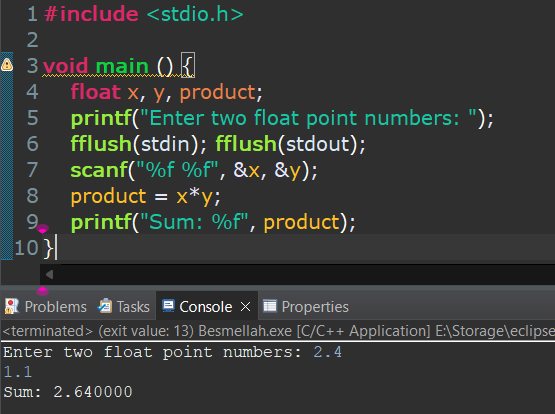 1 #include <stdio.h>
2
3 void main () {
4 float x, y, product;
5 printf("Enter two float point numbers: ");
6 fflush(stdin); fflush(stdout);
7 scanf("%f %f", &x, &y);
8 product = x*y;
9 printf("Sum: %f", product);
10 }
Problems Tasks Console Properties
<terminated> (exit value: 13) Besmellah.exe [C/C++ Application] E:\Storage\eclipse
Enter two float point numbers: 2.4
1.1
Sum: 2.640000